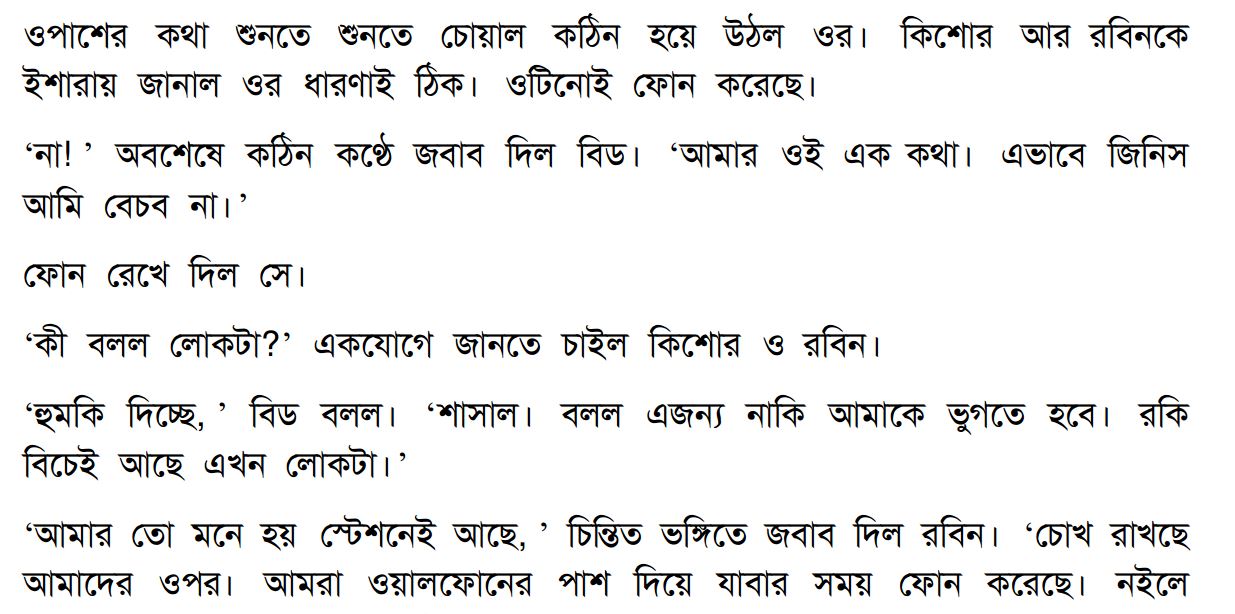 ওপাশের কথা শুনতে শুনতে চোয়াল কঠিন হয়ে উঠল ওর। কিশোর আর রবিনকে
ইশারায় জানাল ওর ধারণাই ঠিক। ওটিনোই ফোন করেছে।
‘না! ’ অবশেষে কঠিন কণ্ঠে জবাব দিল বিড। ‘আমার ওই এক কথা। এভাবে জিনিস
আমি বেচব না।’
ফোন রেখে দিল সে।
‘কী বলল লোকটা?’ একযোগে জানতে চাইল কিশোর ও রবিন।
‘হুমকি দিচ্ছে, ’ বিড বলল। ‘শাসাল। বলল এজন্য নাকি আমাকে ভুগতে হবে। রকি
বিচেই আছে এখন লোকটা।’
‘আমার তো মনে হয় স্টেশনেই আছে, ’ চিন্তিত ভঙ্গিতে জবাব দিল রবিন। ‘চোখ রাখছে
আমাদের ওপর। আমরা ওয়ালফোনের পাশ দিয়ে যাবার সময় ফোন করেছে। নইলে